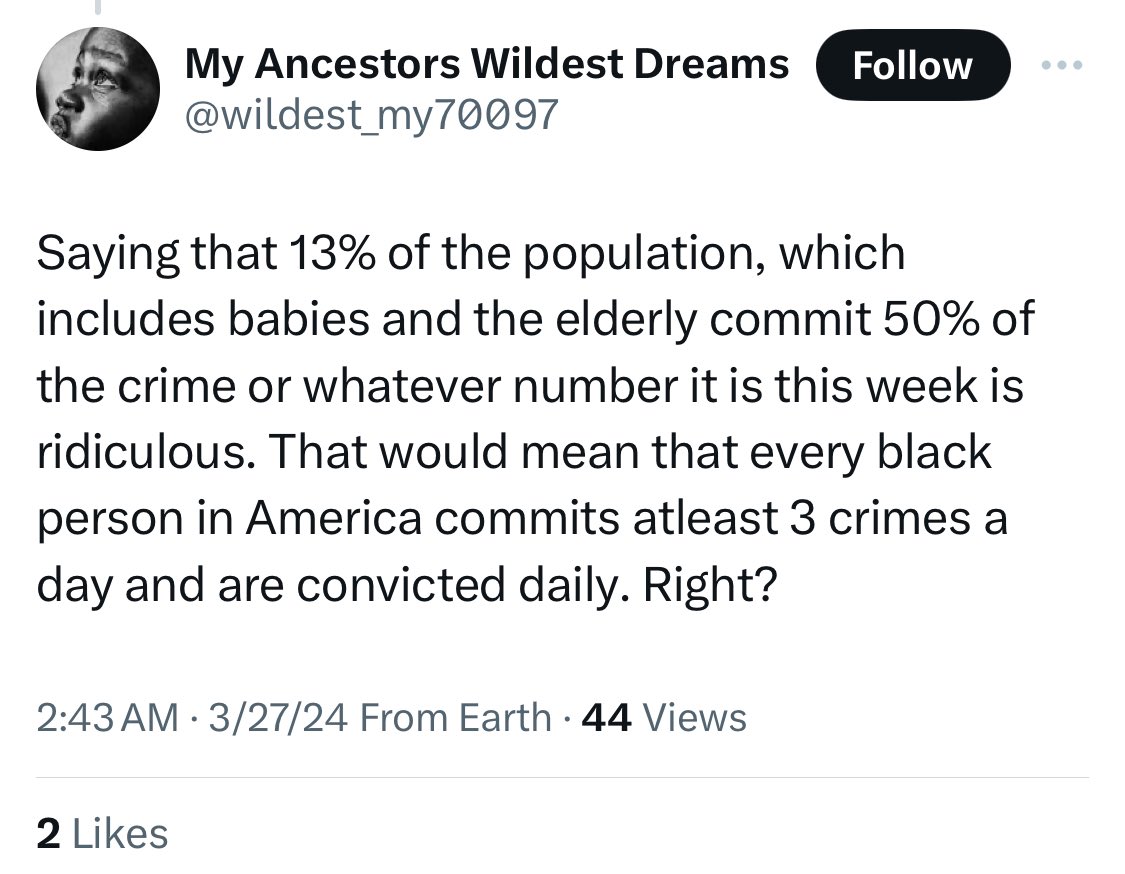 My Ancestors Wildest Dreams
Follow
@wildest_my70097
Saying that 13% of the population, which
includes babies and the elderly commit 50% of
the crime or whatever number it is this week is
ridiculous. That would mean that every black
person in America commits atleast 3 crimes a
day and are convicted daily. Right?
2:43 AM · 3/27/24 From Earth · 44 Views
2 Likes